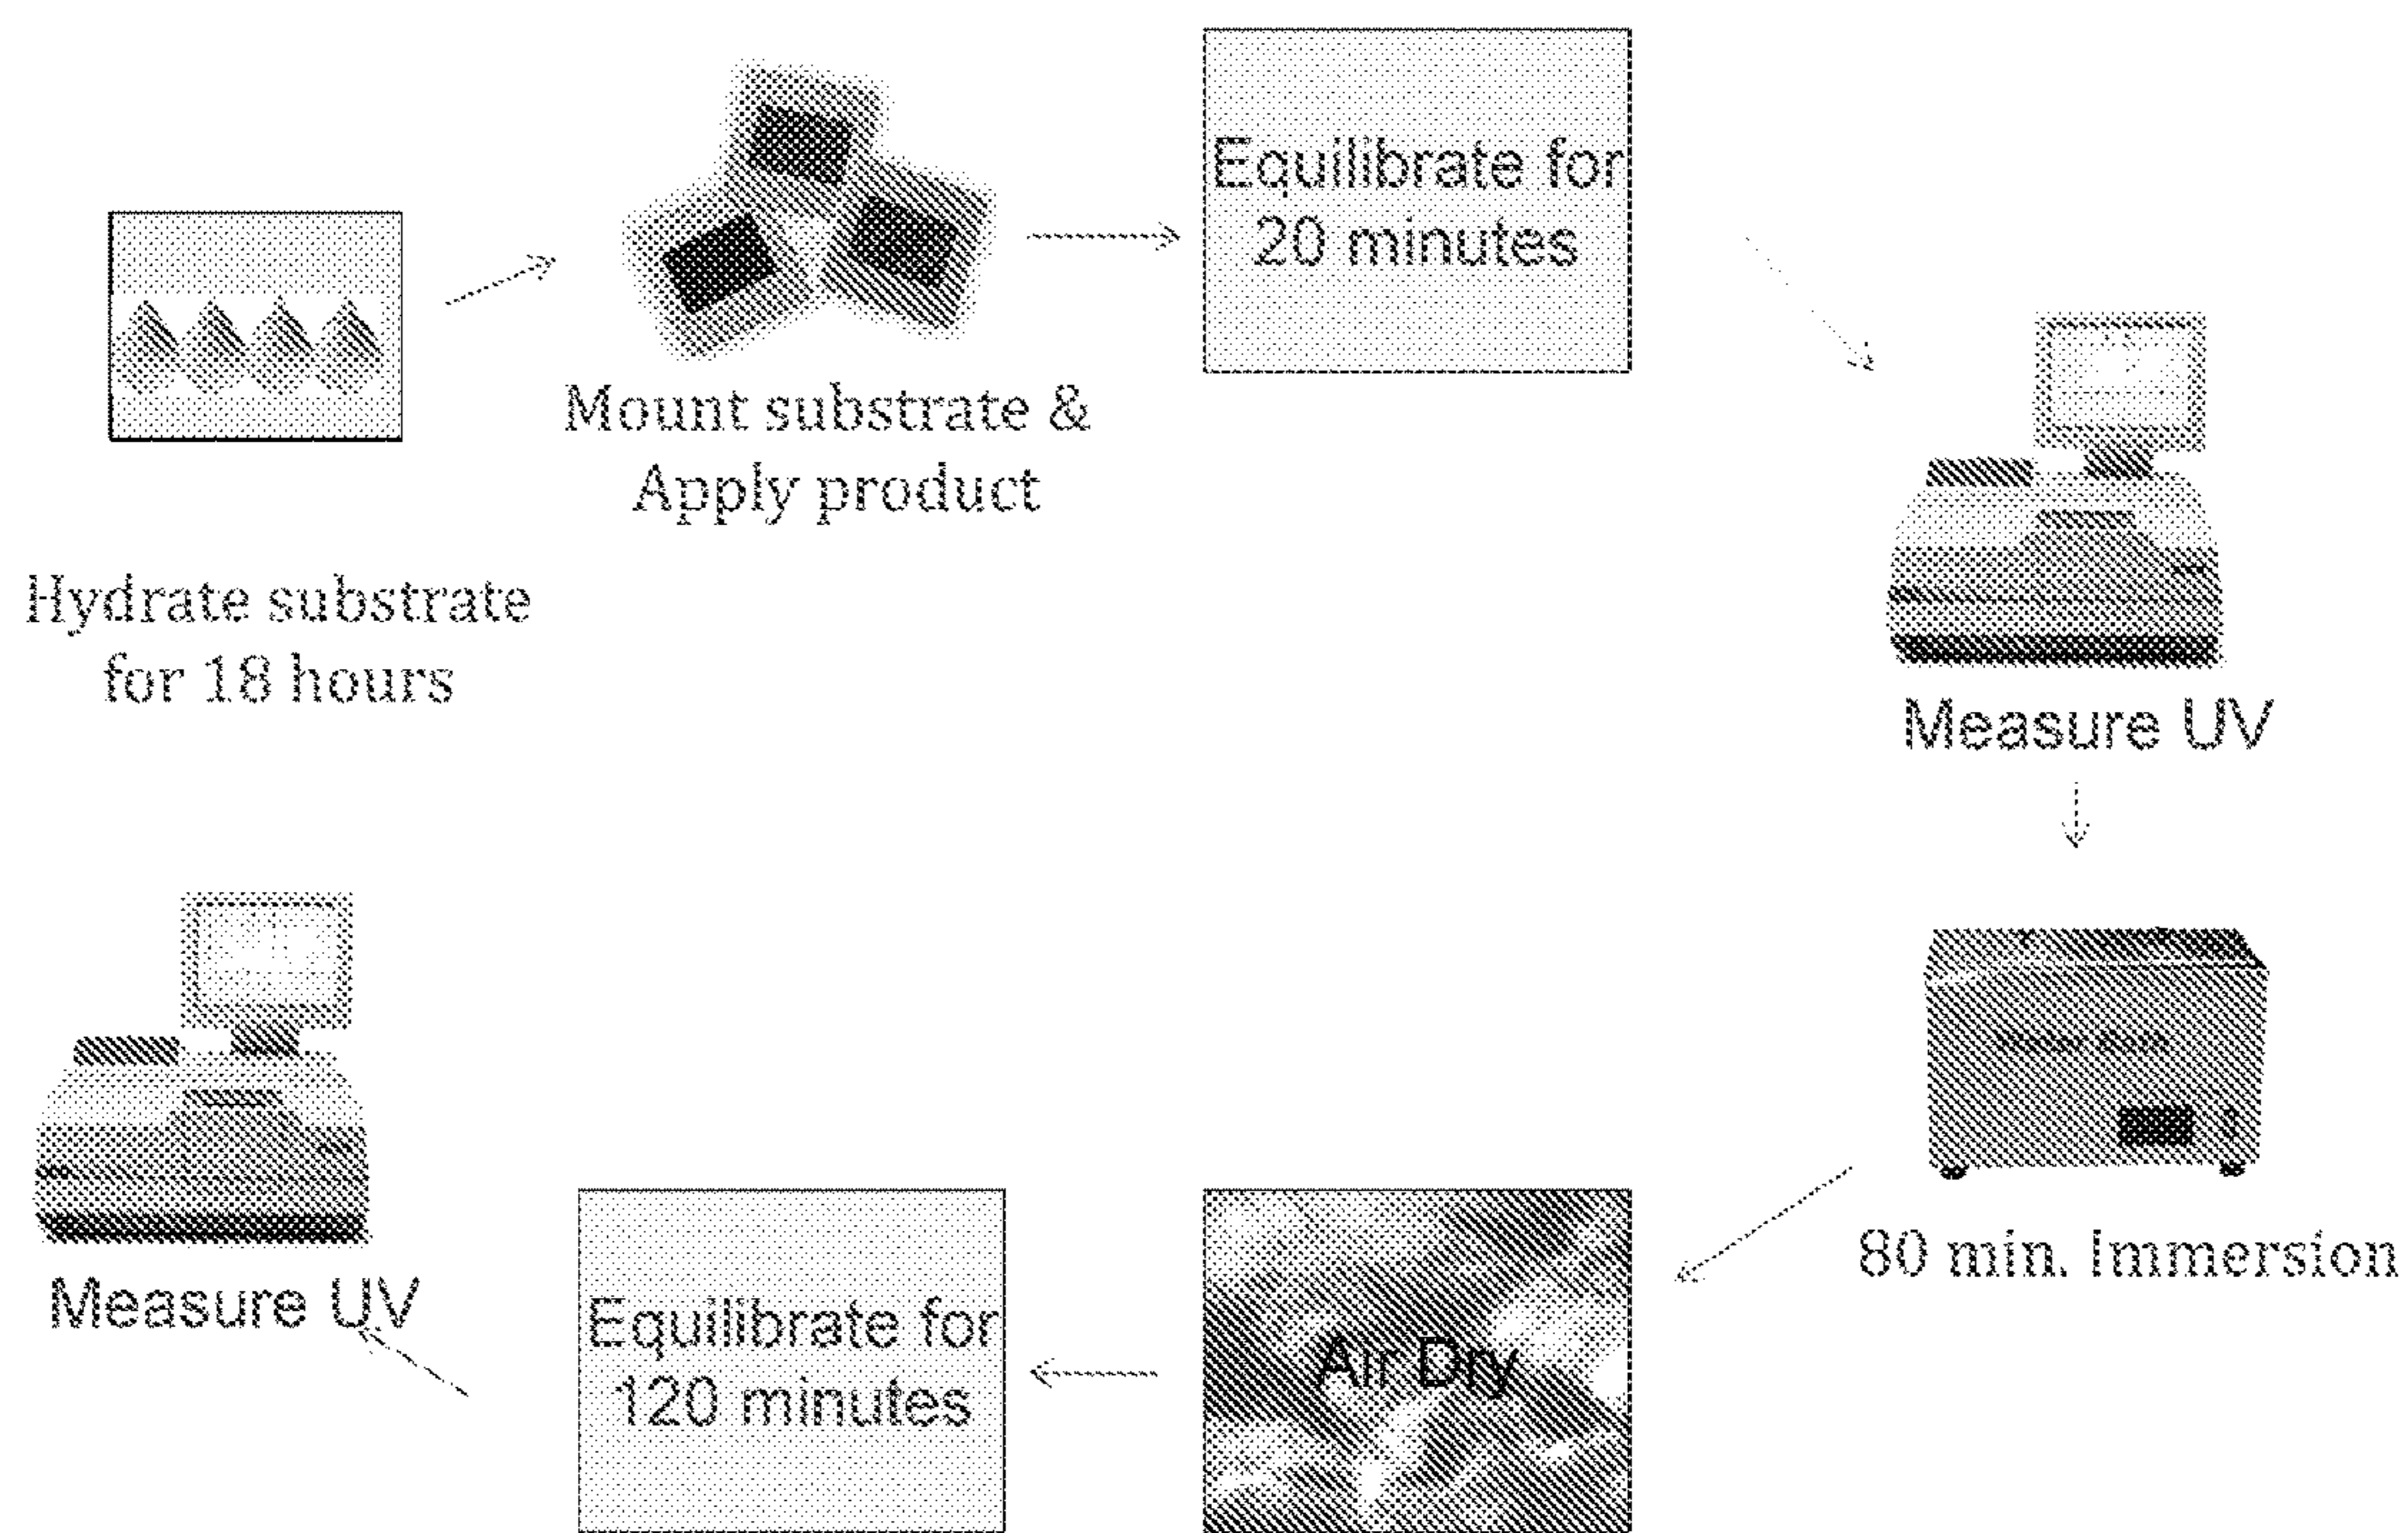 Hydrate substrate
for 18 hours
Mount substrate &
Apply product
Equilibrate for
20 minutes
Measure UV
80 min. Immersion
Air Dry
Equilibrate for
120 minutes
Measure UV